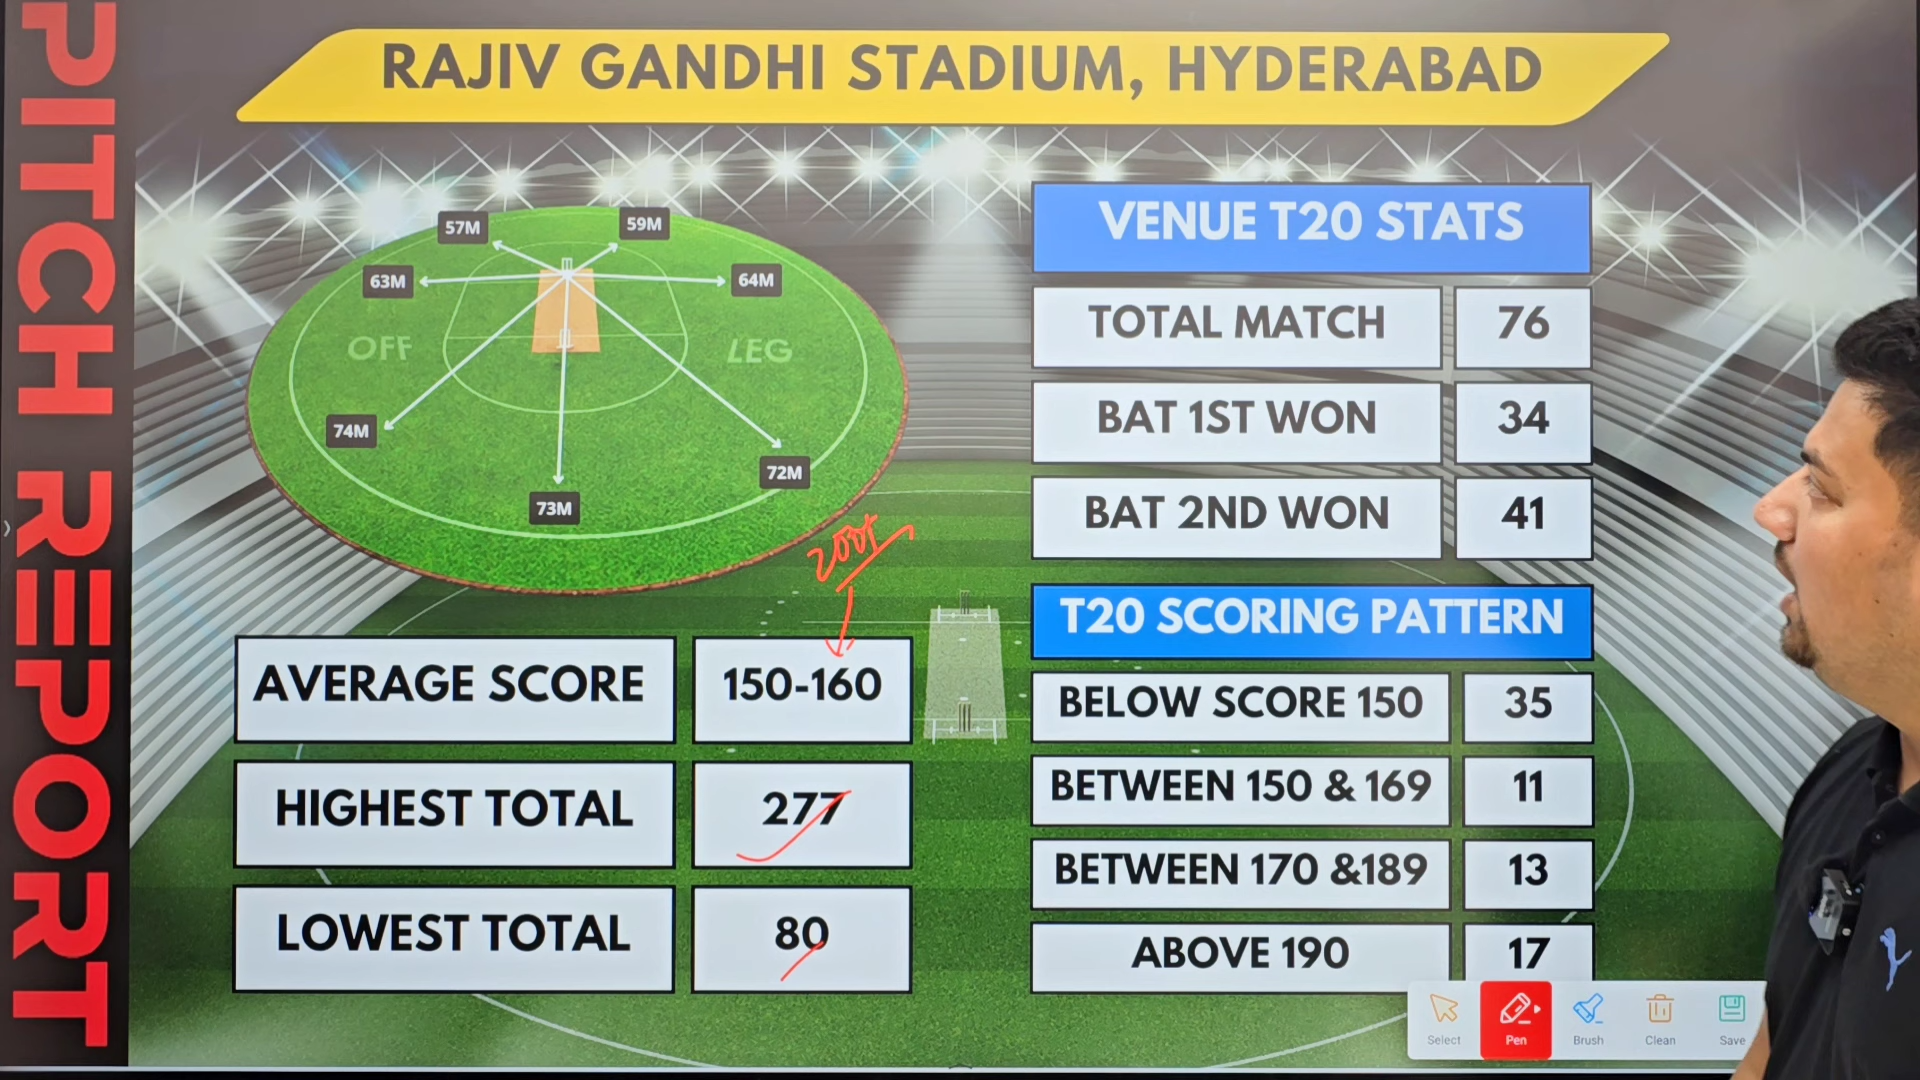 PITCH REPORT
RAJIV GANDHI STADIUM, HYDERABAD
57M
59M
63M
64M
OFF
LEG
74M
72M
73M
200+
AVERAGE SCORE 150-160
HIGHEST TOTAL 277
LOWEST TOTAL 80
VENUE T20 STATS
TOTAL MATCH 76
BAT 1ST WON 34
BAT 2ND WON 41
T20 SCORING PATTERN
BELOW SCORE 150 35
BETWEEN 150 & 169 11
BETWEEN 170 &189 13
ABOVE 190 17
Select
Pen
Brush
Clean
Save